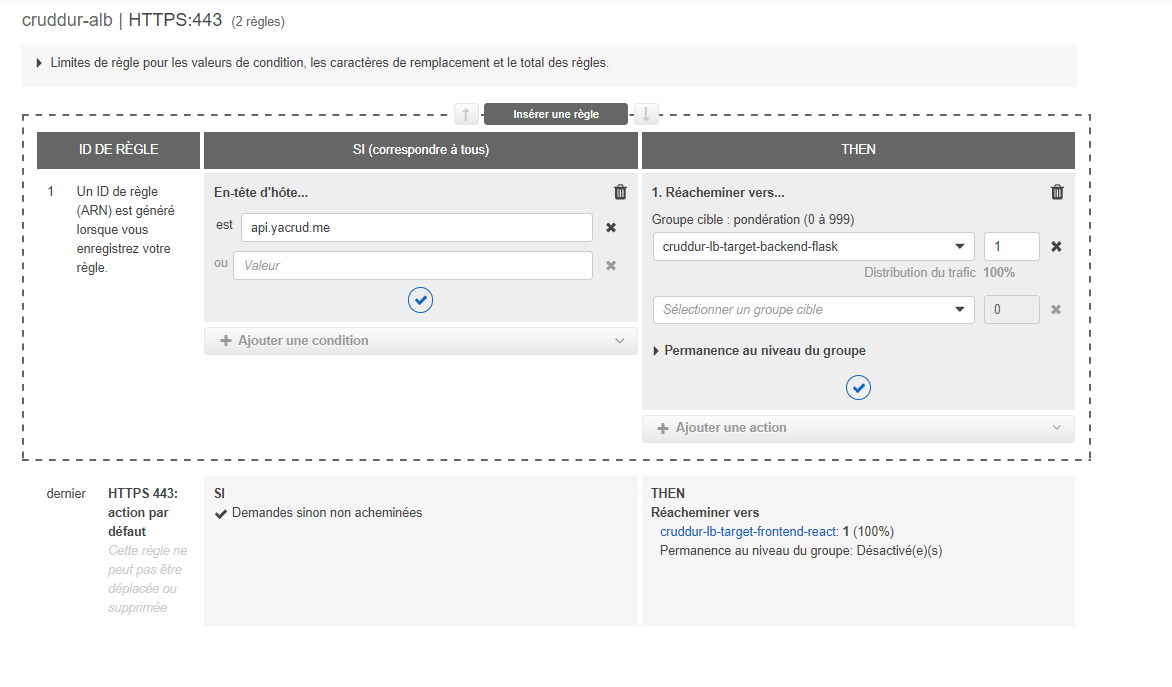 cruddur-alb | HTTPS:443 (2 règles)
Limites de règle pour les valeurs de condition, les caractères de remplacement et le total des règles.
Insérer une règle
ID DE RÈGLE
SI (correspondre à tous)
THEN
1
Un ID de règle
(ARN) est généré
lorsque vous
enregistrez votre
règle.
En-tête d'hôte...
est api.yacrud.me
ou Valeur
Ajouter une condition
1. Réacheminer vers...
Groupe cible : pondération (0 à 999)
cruddur-lb-target-backend-flask 1
Distribution du trafic 100%
Sélectionner un groupe cible 0
Permanence au niveau du groupe
Ajouter une action
dernier
HTTPS 443:
action par
défaut
Cette règle ne
peut pas être
déplacée ou
supprimée
SI
Demandes sinon non acheminées
THEN
Réacheminer vers
cruddur-lb-target-frontend-react: 1 (100%)
Permanence au niveau du groupe: Désactivé(e)(s)